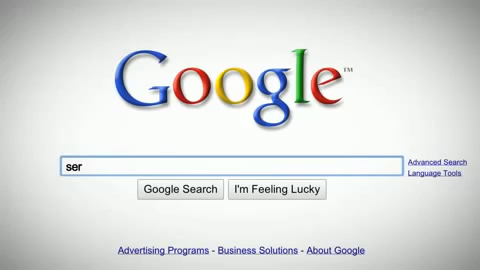 Google™
ser
Advanced Search
Language Tools
Google Search
I'm Feeling Lucky
Advertising Programs - Business Solutions - About Google